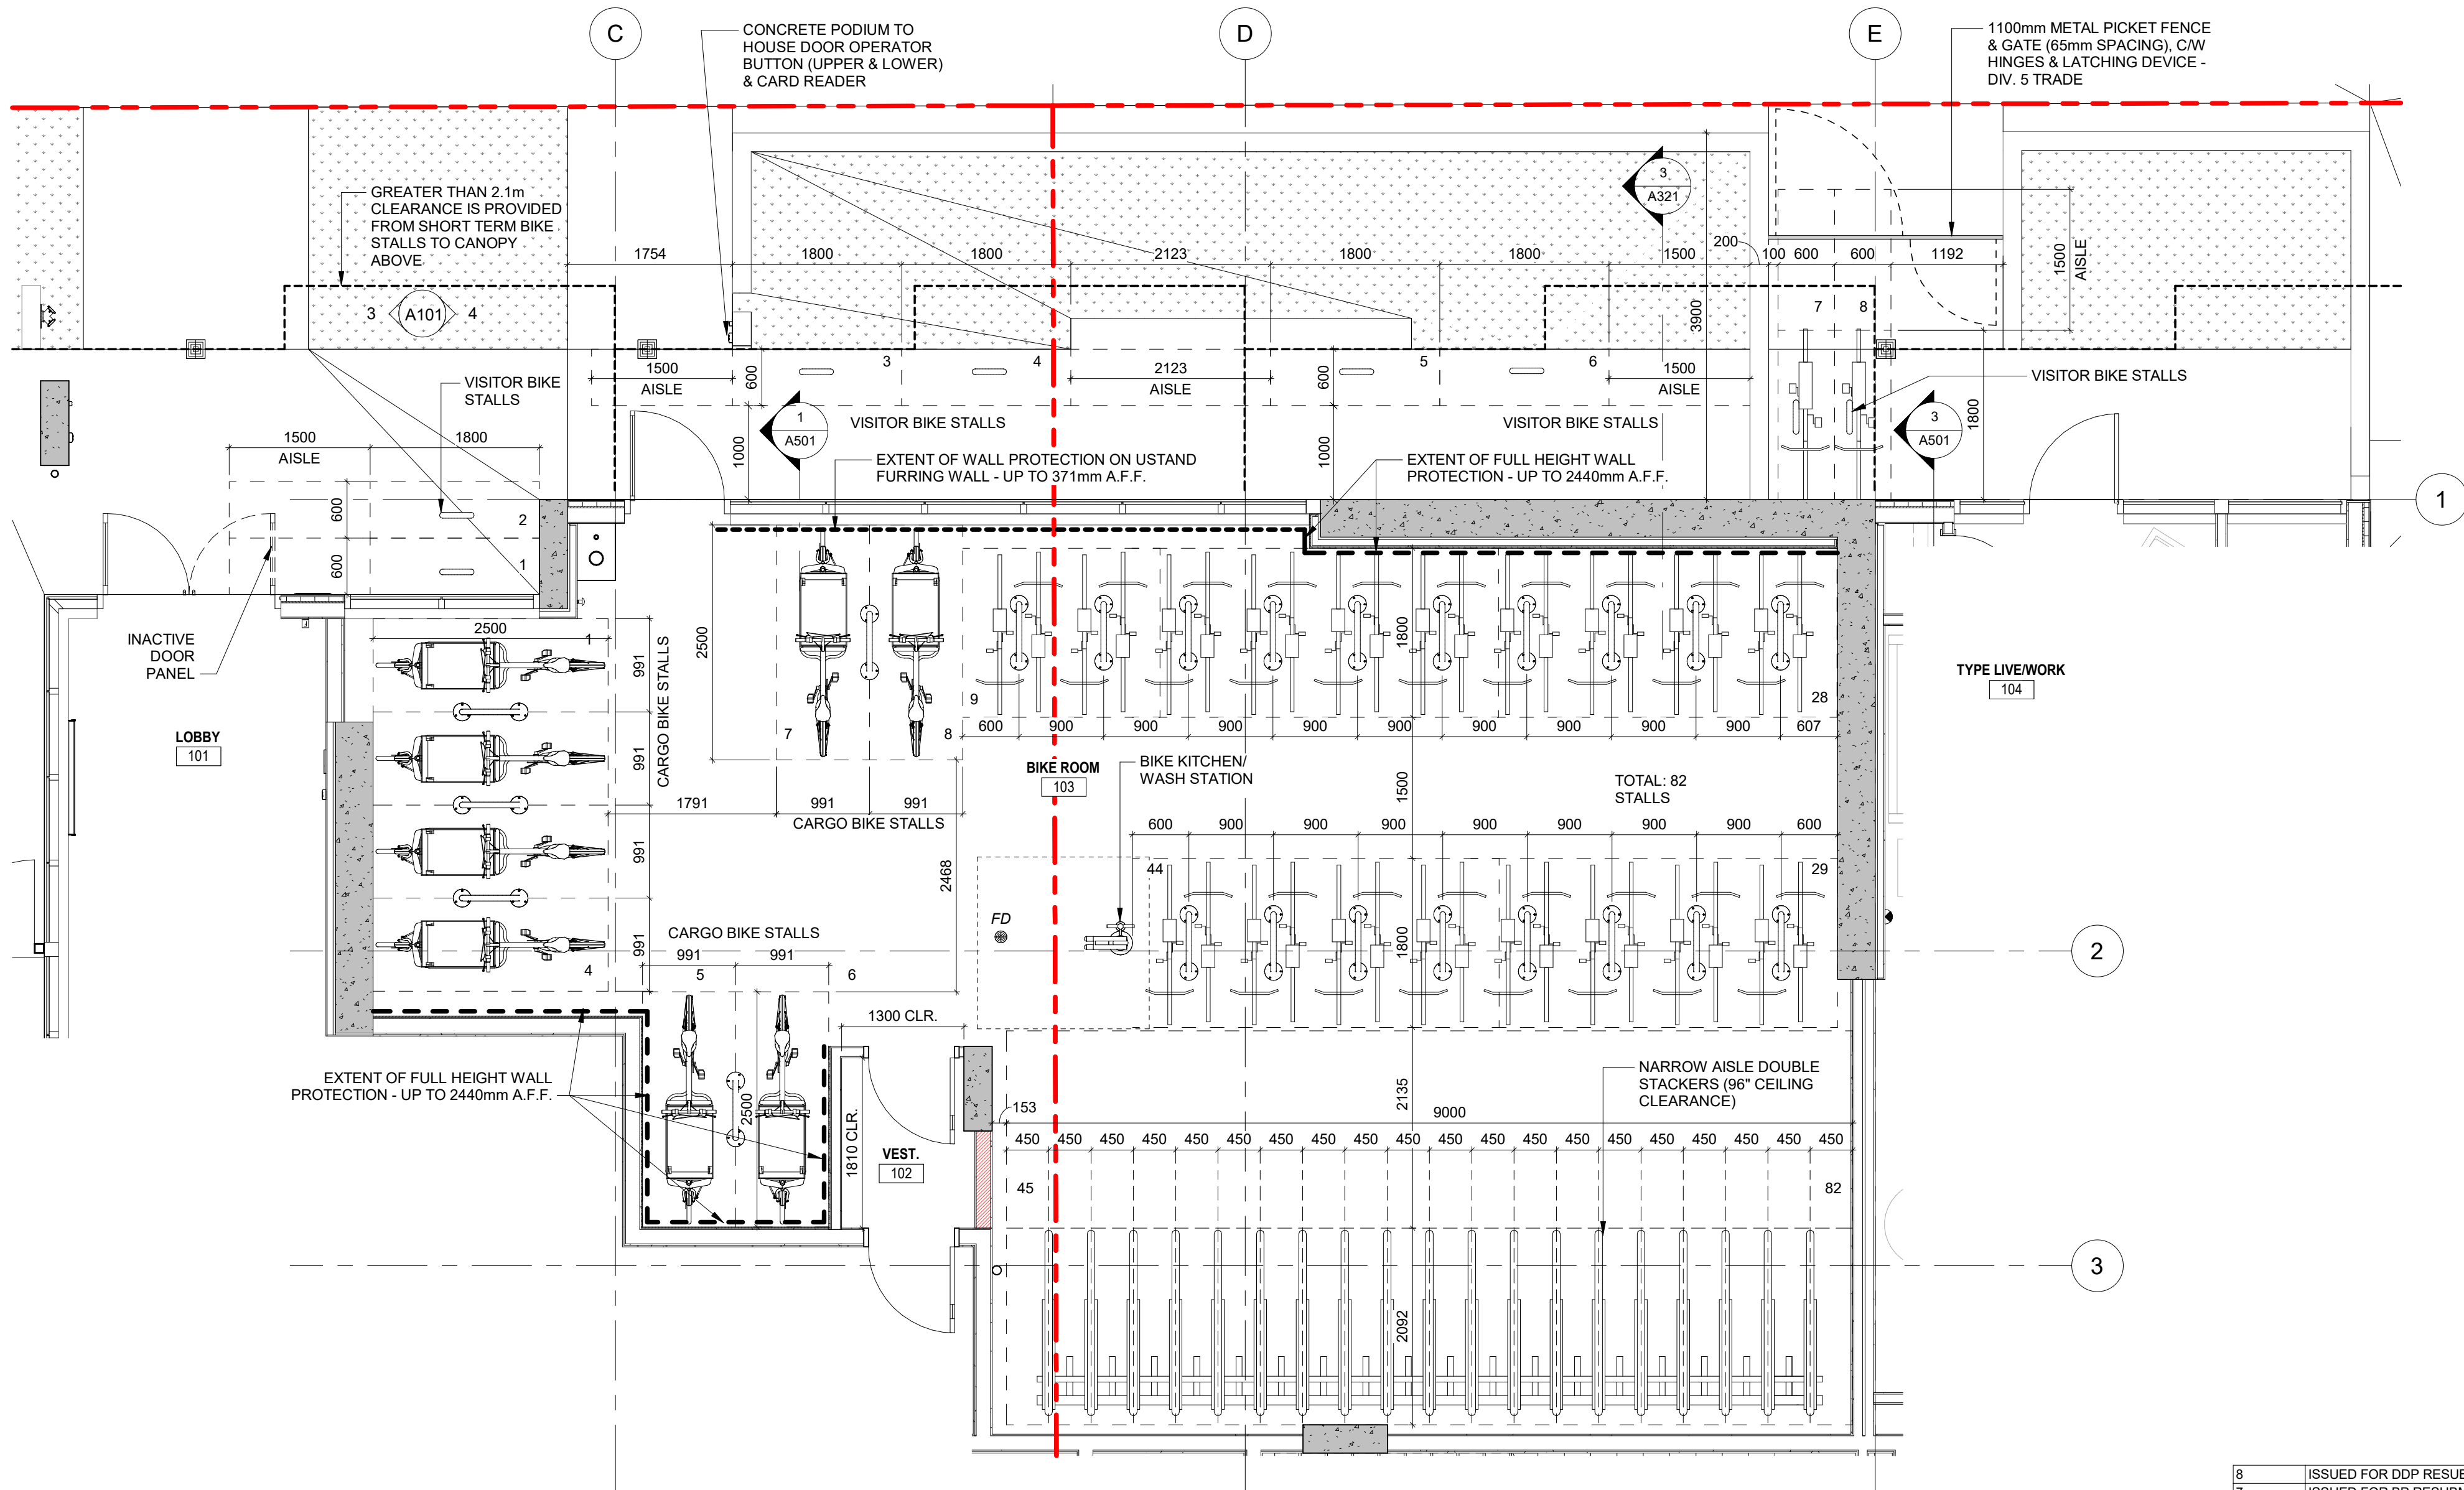 C
D
E
CONCRETE PODIUM TO
HOUSE DOOR OPERATOR
BUTTON (UPPER & LOWER)
& CARD READER
1100mm METAL PICKET FENCE
& GATE (65mm SPACING), C/W
HINGES & LATCHING DEVICE -
DIV. 5 TRADE
GREATER THAN 2.1m
CLEARANCE IS PROVIDED
FROM SHORT TERM BIKE
STALLS TO CANOPY
ABOVE
3 A101 4
3
A321
1754 1800 1800 2123 1800 1800 1500 200 100 600 600 1192
1500
AISLE
3900
7 8
3 4 5 6
1500
AISLE
600
2123
AISLE
600
1500
AISLE
VISITOR BIKE
STALLS
VISITOR BIKE STALLS
1800
1500
AISLE
1800
1000
1
A501
VISITOR BIKE STALLS
1000
VISITOR BIKE STALLS
3
A501
EXTENT OF WALL PROTECTION ON USTAND
FURRING WALL - UP TO 371mm A.F.F.
EXTENT OF FULL HEIGHT WALL
PROTECTION - UP TO 2440mm A.F.F.
1
600
2
600
1
INACTIVE
DOOR
PANEL
2500
1
991
991
991
991
CARGO BIKE STALLS
4
2500
7 8
1800
9 28
600 900 900 900 900 900 900 900 900 900 607
LOBBY
101
BIKE ROOM
103
BIKE KITCHEN/
WASH STATION
TOTAL: 82
STALLS
1500
TYPE LIVE/WORK
104
1791 991 991
CARGO BIKE STALLS
600 900 900 900 900 900 900 900 600
2468
44 29
FD
1800
2
CARGO BIKE STALLS
991 991
5 6
1300 CLR.
EXTENT OF FULL HEIGHT WALL
PROTECTION - UP TO 2440mm A.F.F.
2500
1810 CLR.
VEST.
102
153
2135
9000
NARROW AISLE DOUBLE
STACKERS (96" CEILING
CLEARANCE)
450 450 450 450 450 450 450 450 450 450 450 450 450 450 450 450 450 450 450 450
45 82
3
2092
8 ISSUED FOR DDP